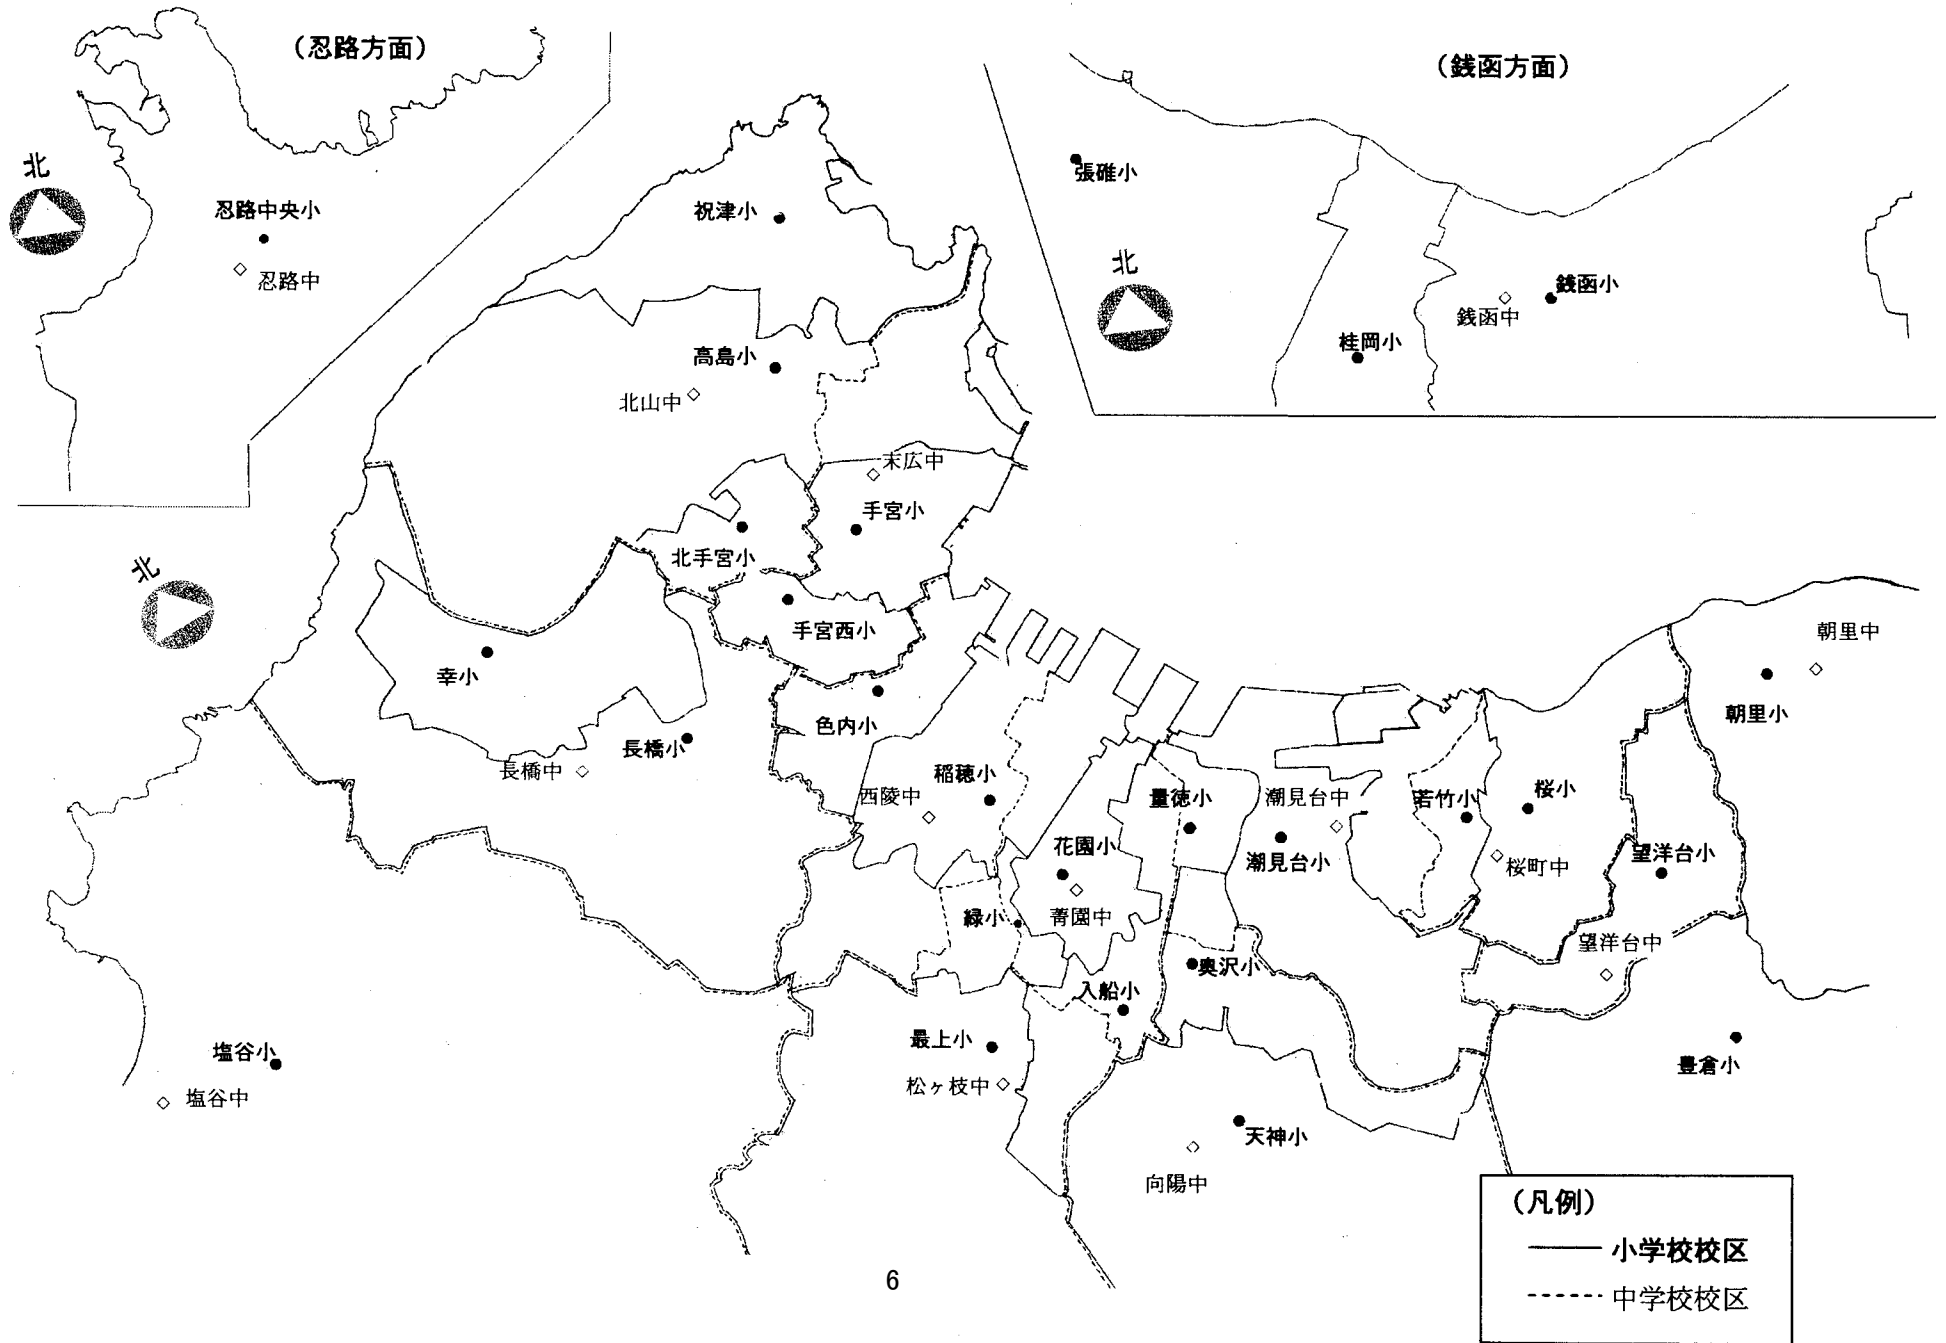 (忍路方面)
北
忍路中央小
忍路中
(銭函方面)
張碓小
北
銭函小
銭函中
桂岡小
祝津小
高島小
北山中
末広中
手宮小
北手宮小
手宮西小
北
幸小
長橋小
長橋中
色内小
稲穂小
西陵中
緑小
花園小
菁園中
量徳小
潮見台中
潮見台小
若竹小
桜小
桜町中
望洋台小
望洋台中
朝里中
朝里小
豊倉小
奥沢小
入船小
最上小
松ヶ枝中
天神小
向陽中
塩谷小
塩谷中
(凡例)
小学校校区
中学校校区
6